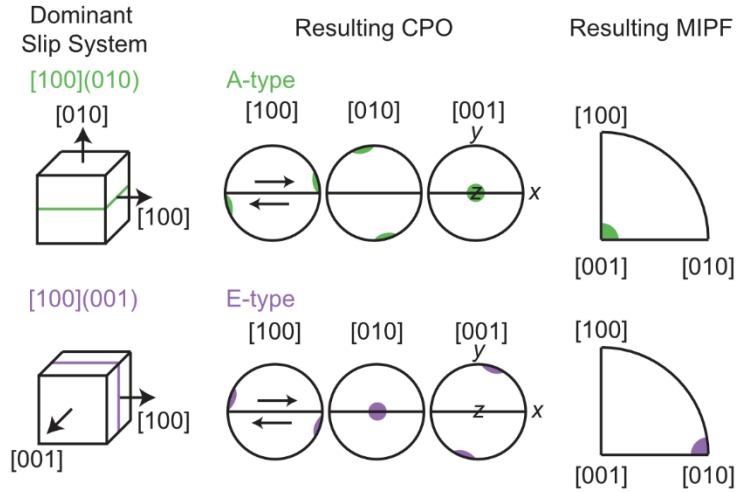 Dominant
Slip System
Resulting CPO
Resulting MIPF
[100](010)
A-type
[010]
[100]
[100]
[010]
[001]
y
z
x
[100]
[001]
[010]
[100](001)
E-type
[100]
[001]
[100]
[010]
[001]
y
z
x
[100]
[001]
[010]